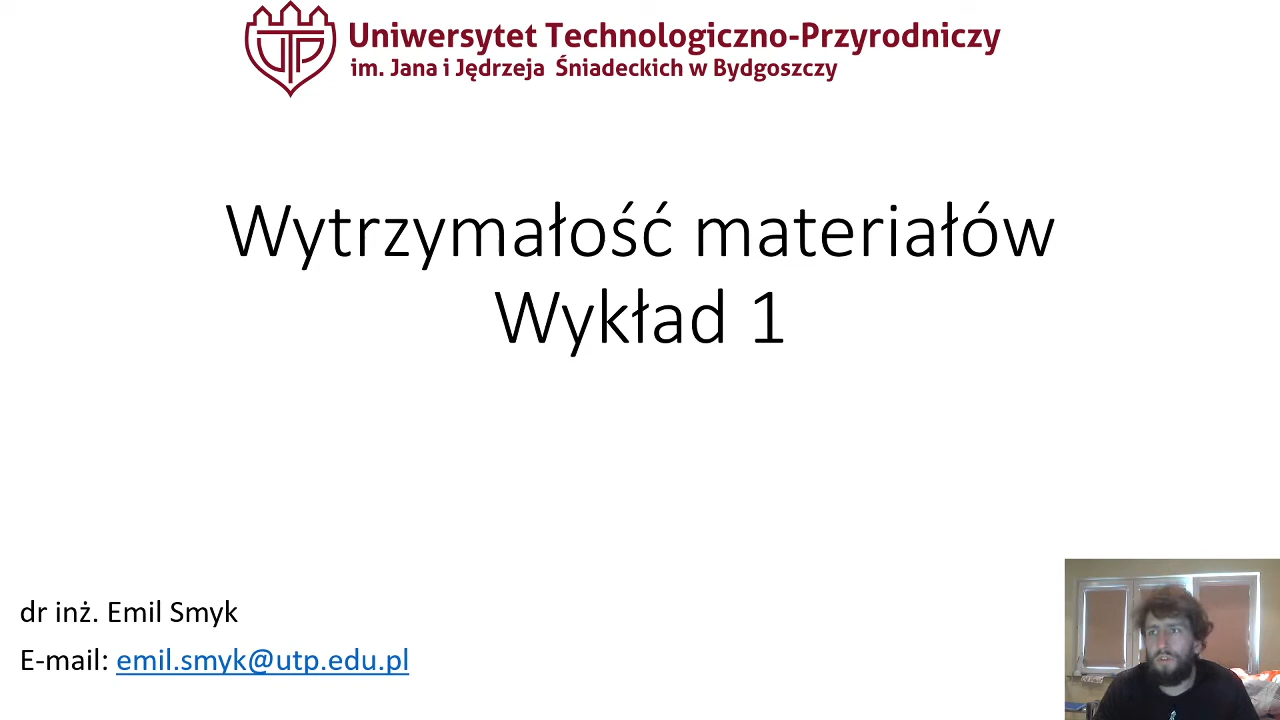 UTP
Uniwersytet Technologiczno-Przyrodniczy
im. Jana i Jędrzeja Śniadeckich w Bydgoszczy
Wytrzymałość materiałów
Wykład 1
dr inż. Emil Smyk
E-mail: emil.smyk@utp.edu.pl